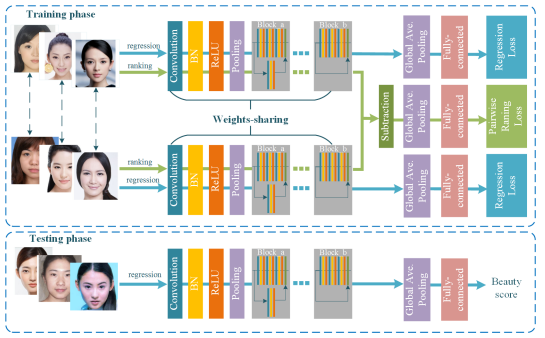 Training phase
regression
ranking
Convolution
BN
ReLU
Pooling
Block_a
Block_b
Global Ave.
Pooling
Fully-
connected
Regression
Loss
Weights-sharing
Subtraction
Global Ave.
Pooling
Fully-
connected
Pairwise
Raning
Loss
ranking
regression
Convolution
BN
ReLU
Pooling
Block_a
Block_b
Global Ave.
Pooling
Fully-
connected
Regression
Loss
Testing phase
regression
Convolution
BN
ReLU
Pooling
Block_a
Block_b
Global Ave.
Pooling
Fully-
connected
Beauty
score